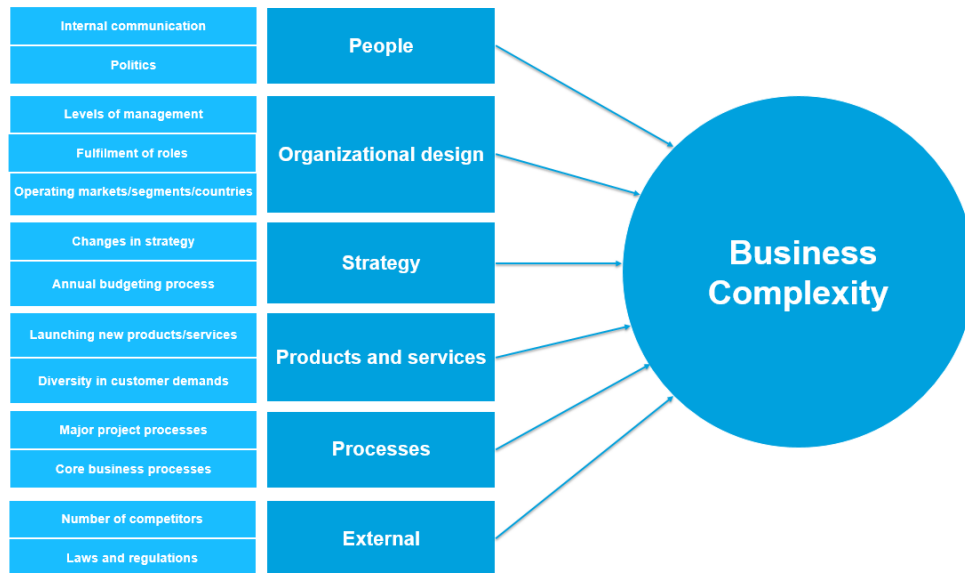 Internal communication
Politics
People
Levels of management
Fulfilment of roles
Operating markets/segments/countries
Organizational design
Changes in strategy
Annual budgeting process
Strategy
Launching new products/services
Diversity in customer demands
Products and services
Major project processes
Core business processes
Processes
Number of competitors
Laws and regulations
External
Business
Complexity